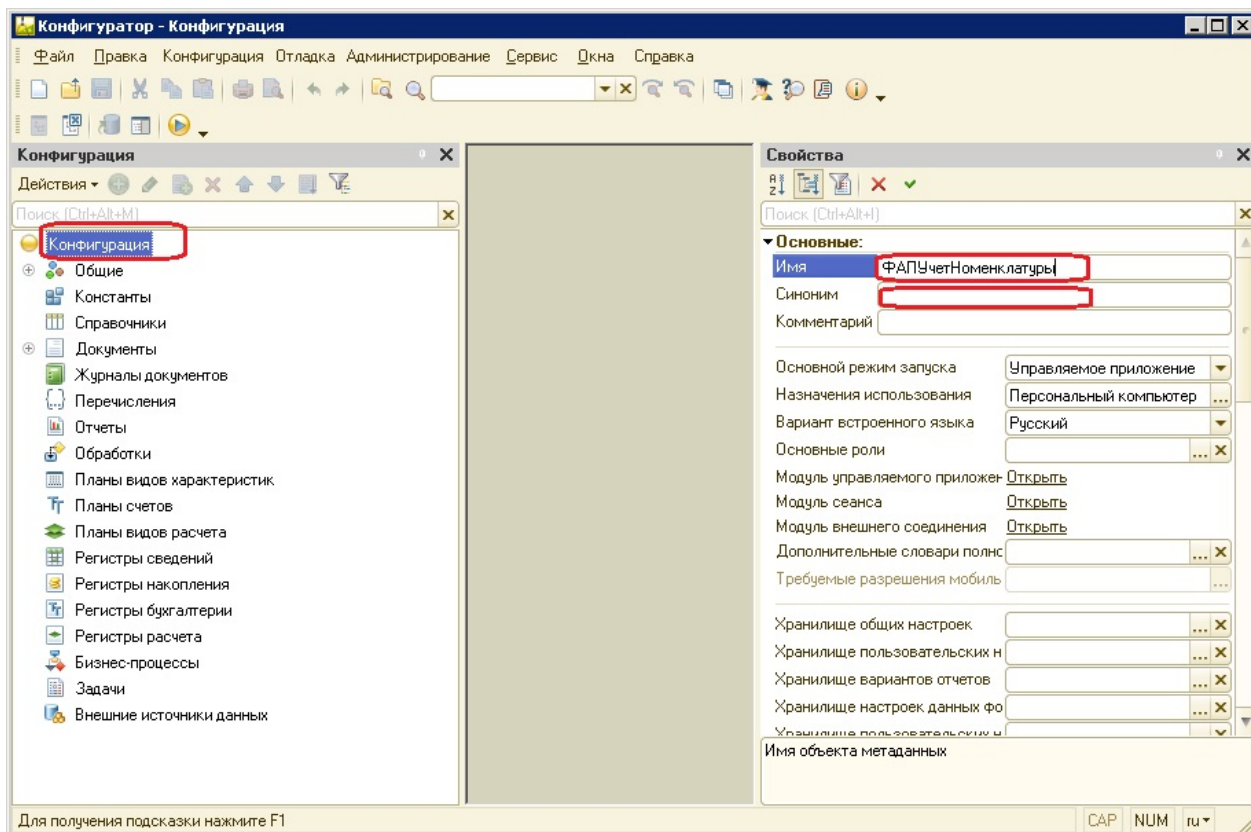 Конфигуратор - Конфигурация
Файл Правка Конфигурация Отладка Администрирование Сервис Окна Справка
Конфигурация
Действия
Поиск (Ctrl+Alt+M)
Конфигурация
Общие
Константы
Справочники
Документы
Журналы документов
Перечисления
Отчеты
Обработки
Планы видов характеристик
Планы счетов
Планы видов расчета
Регистры сведений
Регистры накопления
Регистры бухгалтерии
Регистры расчета
Бизнес-процессы
Задачи
Внешние источники данных
Свойства
Поиск (Ctrl+Alt+I)
Основные:
Имя ФАПУчетНоменклатуры
Синоним
Комментарий
Основной режим запуска Управляемое приложение
Назначения использования Персональный компьютер ...
Вариант встроенного языка Русский
Основные роли ...
Модуль управляемого приложен Открыть
Модуль сеанса Открыть
Модуль внешнего соединения Открыть
Дополнительные словари полнс ...
Требуемые разрешения мобиль ...
Хранилище общих настроек ...
Хранилище пользовательских н ...
Хранилище вариантов отчетов ...
Хранилище настроек данных фо ...
Хранилище пользовательских н
Имя объекта метаданных
Для получения подсказки нажмите F1
CAP NUM ru